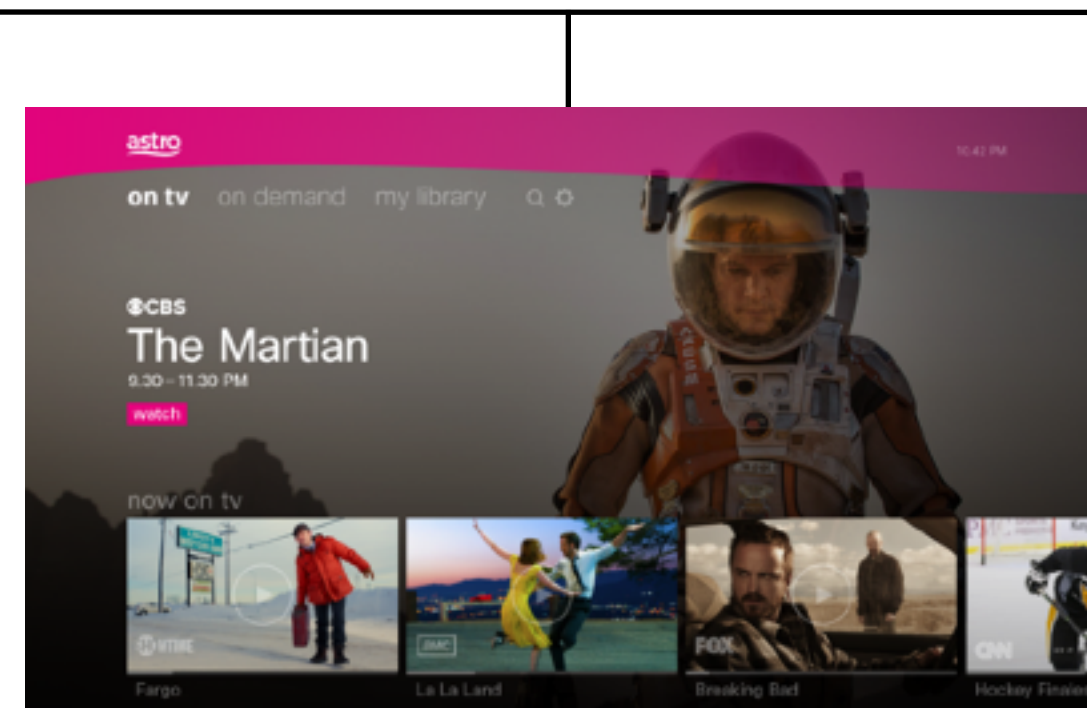 astro
10:42 PM
on tv on demand my library
CBS
The Martian
9.30–11.30 PM
watch
now on tv
SHOWTIME
AMC
FOX
CNN
Fargo
La La Land
Breaking Bad
Hockey